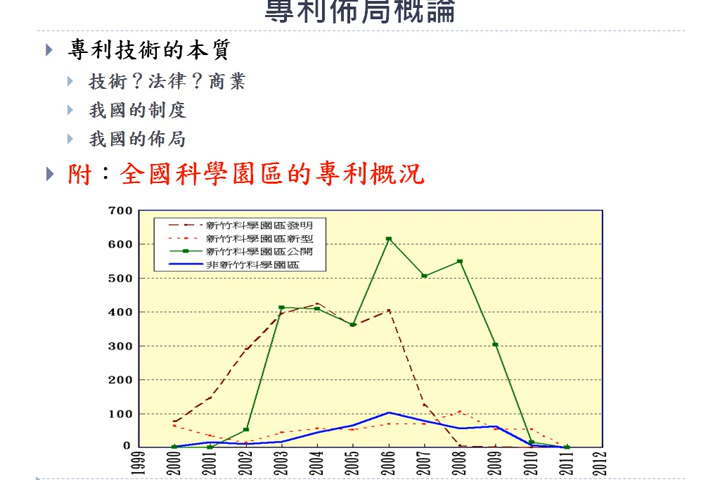 專利佈局概論
專利技術的本質
技術？法律？商業
我國的制度
我國的佈局
附：全國科學園區的專利概況
700
600
500
400
300
200
100
0
新竹科學園區發明
新竹科學園區新型
新竹科學園區公開
非新竹科學園區
1999 2000 2001 2002 2003 2004 2005 2006 2007 2008 2009 2010 2011 2012